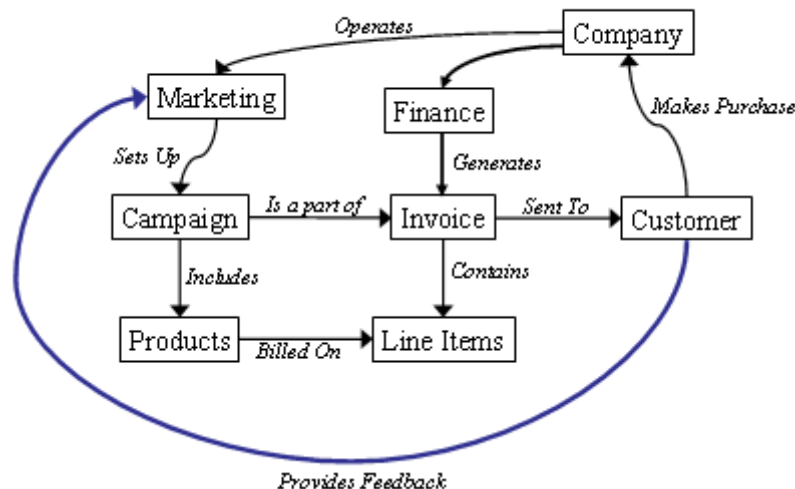 Operates
Company
Marketing
Finance
Makes Purchase
Sets Up
Generates
Campaign
Is a part of
Invoice
Sent To
Customer
Includes
Contains
Products
Billed On
Line Items
Provides Feedback